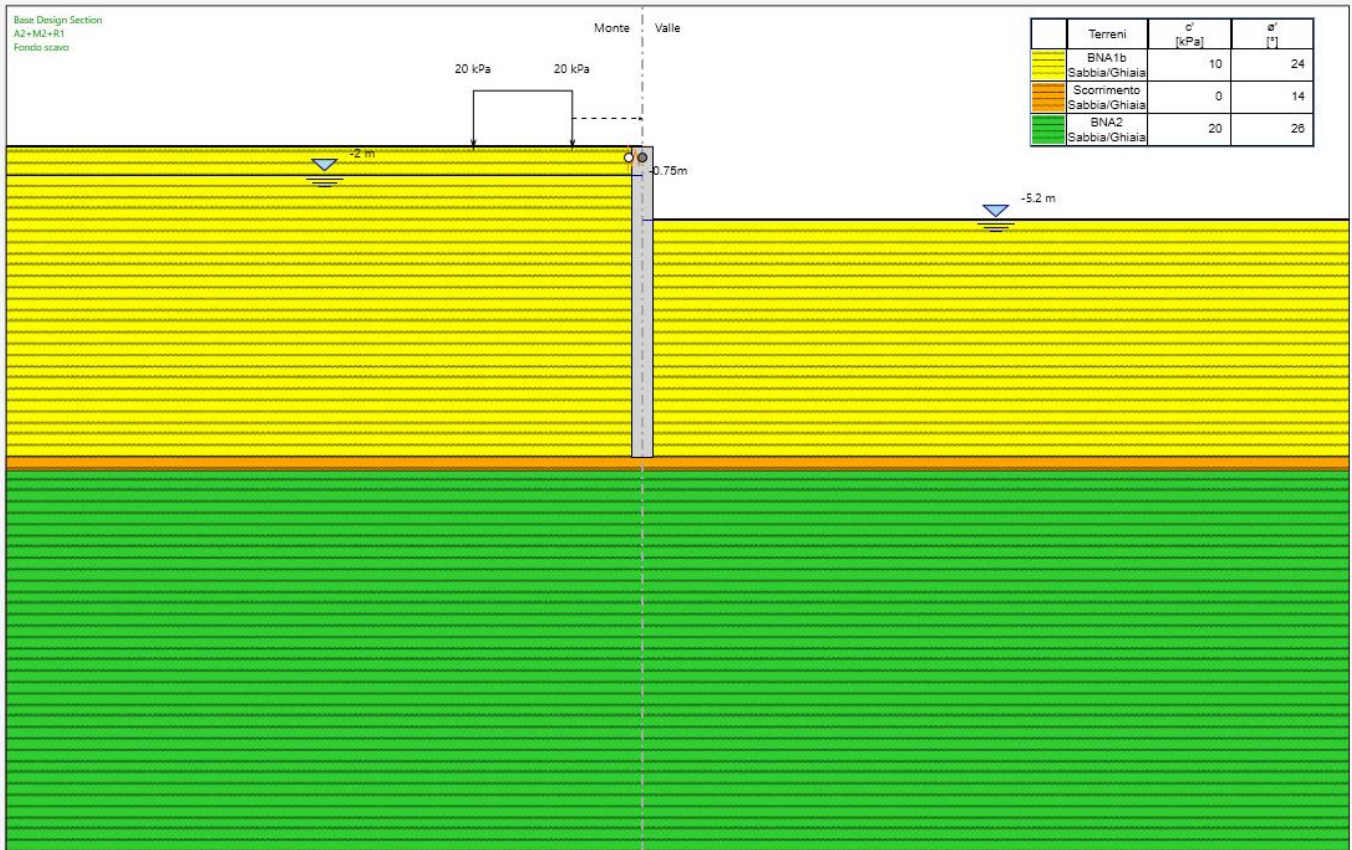 Base Design Section
A2+M2+R1
Fondo scavo
Monte
Valle
20 kPa
20 kPa
-2 m
-0.75m
-5.2 m
Terreni
c'
[kPa]
ø'
[°]
BNA1b
Sabbia/Ghiaia
10
24
Scorrimento
Sabbia/Ghiaia
0
14
BNA2
Sabbia/Ghiaia
20
26